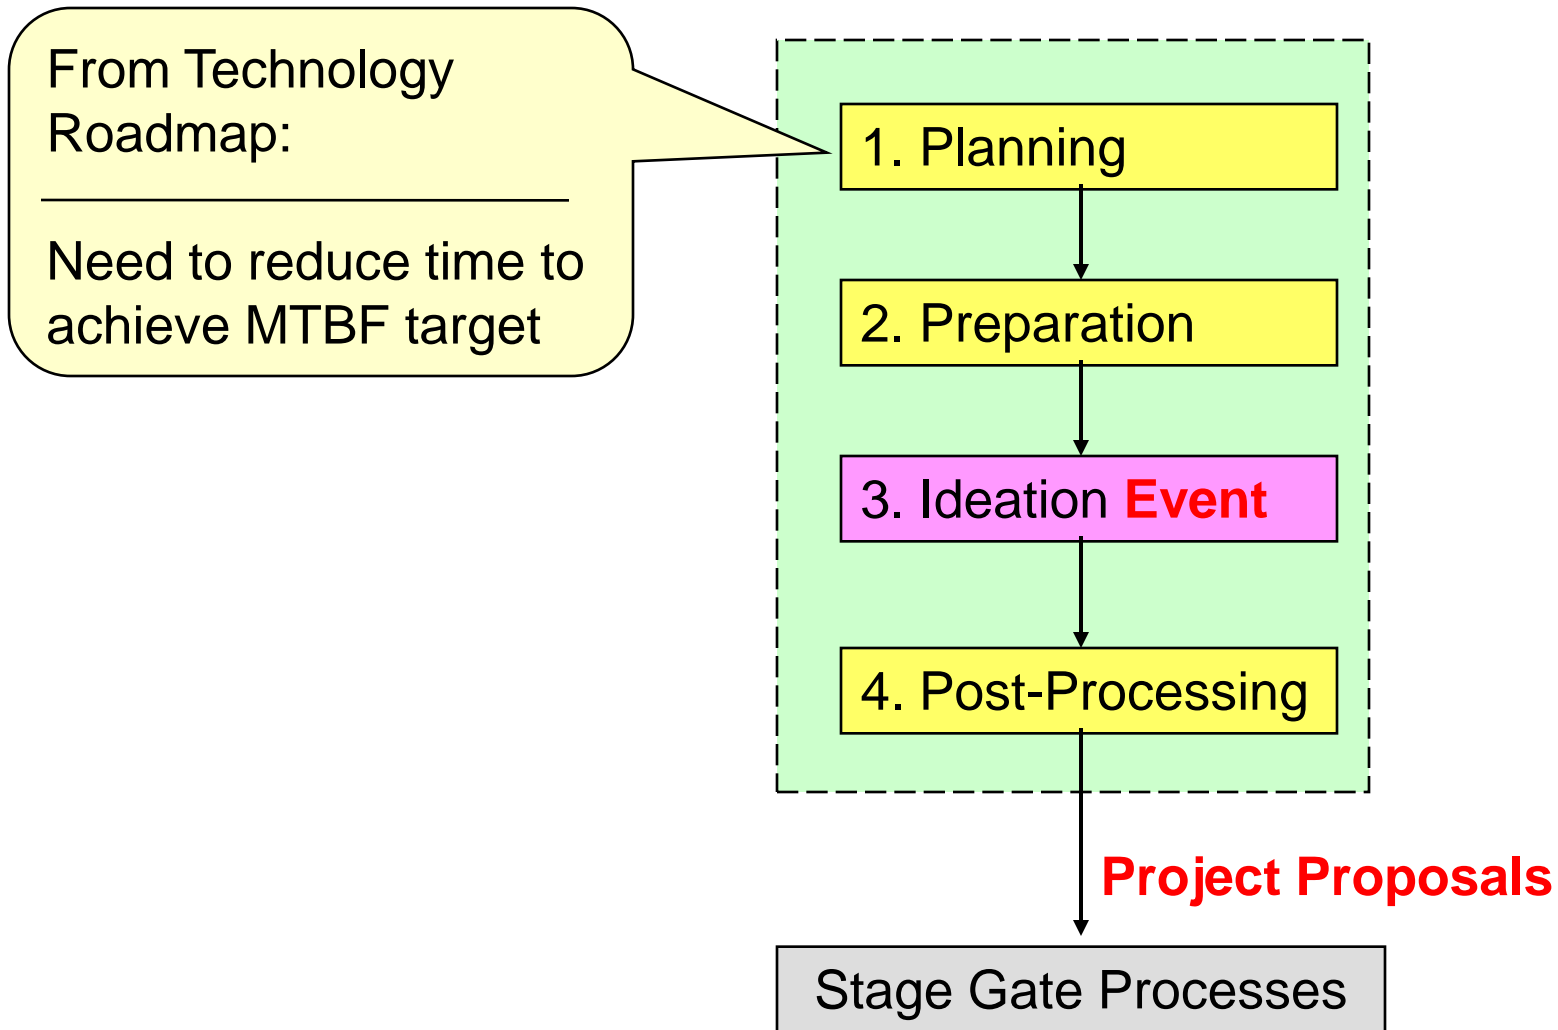 From Technology
Roadmap:
Need to reduce time to
achieve MTBF target
1. Planning
2. Preparation
3. Ideation Event
4. Post-Processing
Project Proposals
Stage Gate Processes